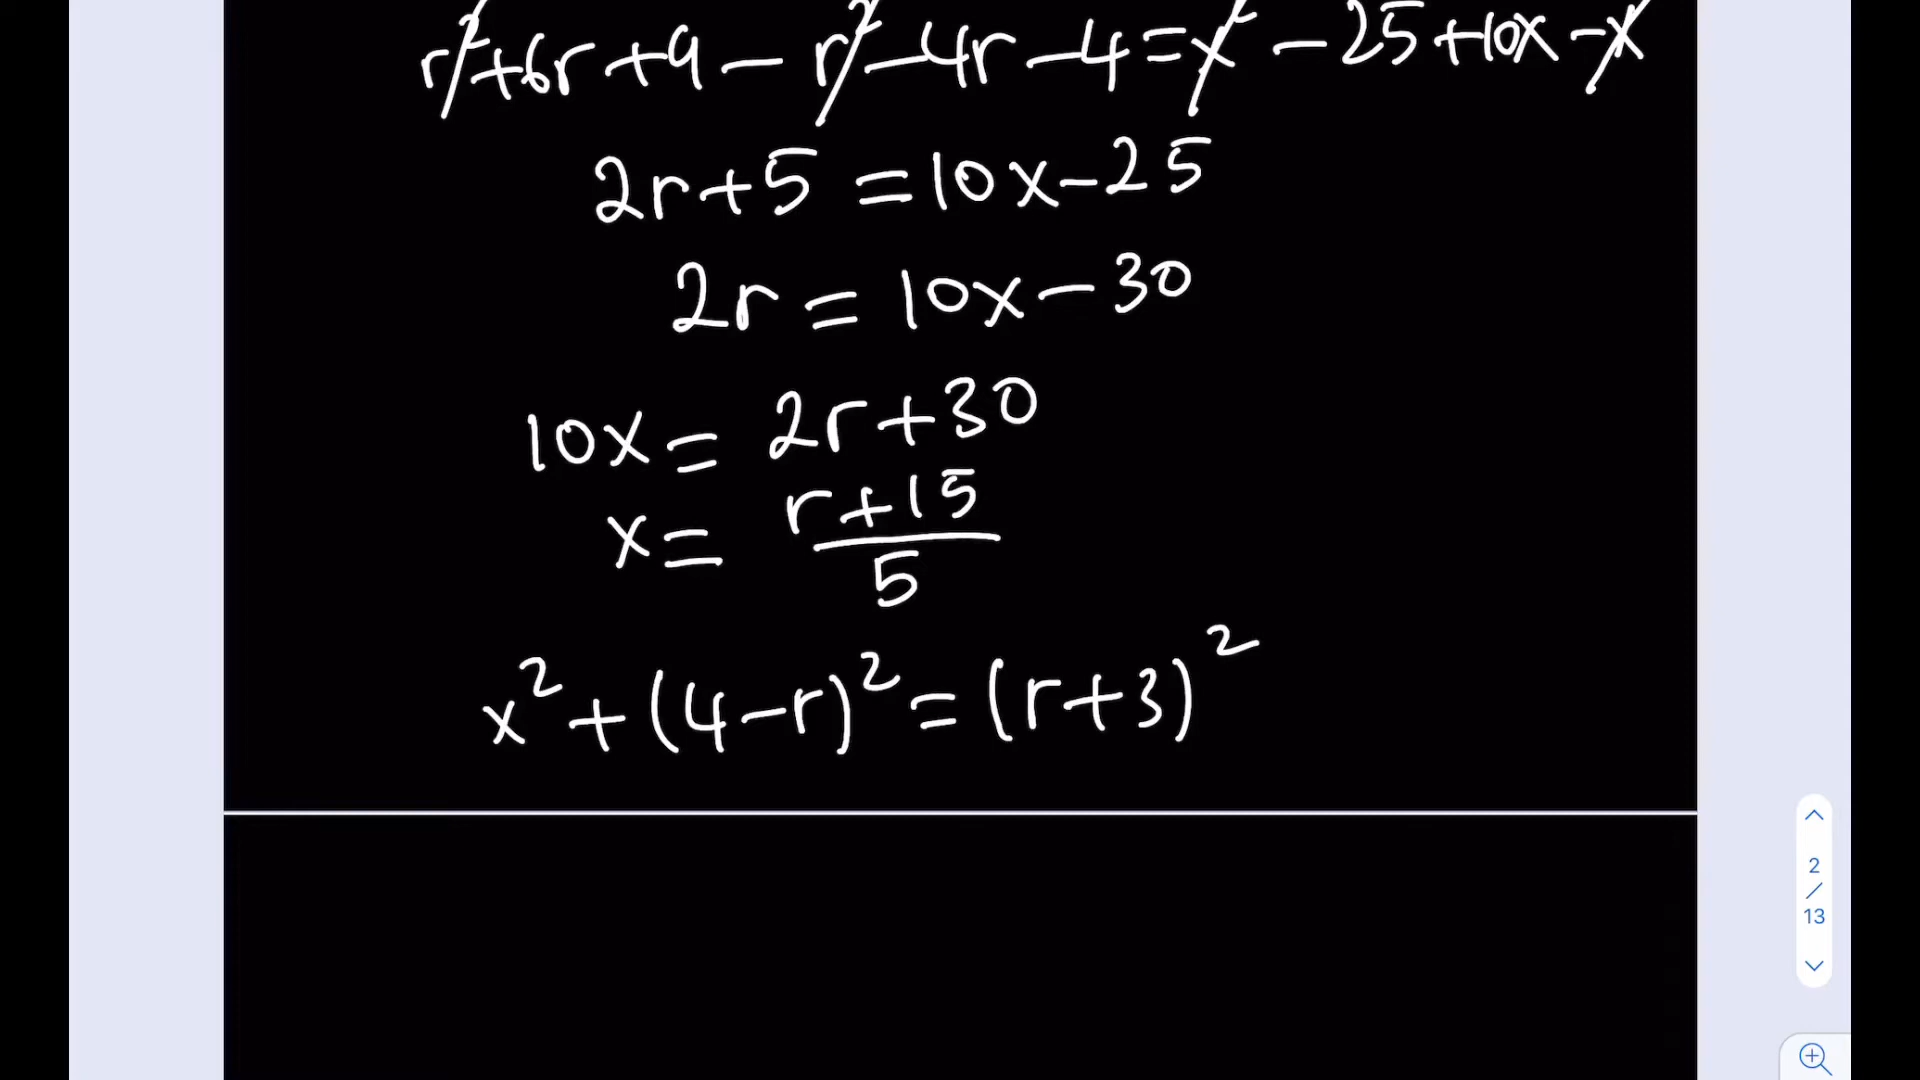 r²+6r+9-r²-4r-4=x²-25+10x-x²
2r+5=10x-25
2r=10x-30
10x=2r+30
x=(r+15)/5
x²+(4-r)²=(r+3)²
2
/
13